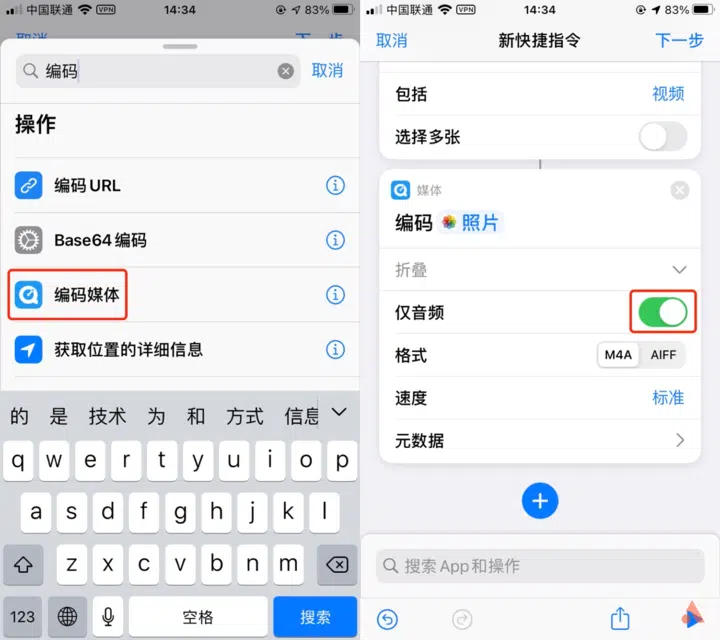 中国联通 VPN 14:34 83%
取消 下一步
编码 取消
操作
编码 URL
Base64 编码
编码媒体
获取位置的详细信息
的 是 技术 为 和 方式 信息
q w e r t y u i o p
a s d f g h j k l
z x c v b n m
123 空格 搜索
中国联通 VPN 14:34 83%
取消 新快捷指令 下一步
包括 视频
选择多张
媒体
编码 照片
折叠
仅音频
格式 M4A AIFF
速度 标准
元数据
搜索 App 和操作